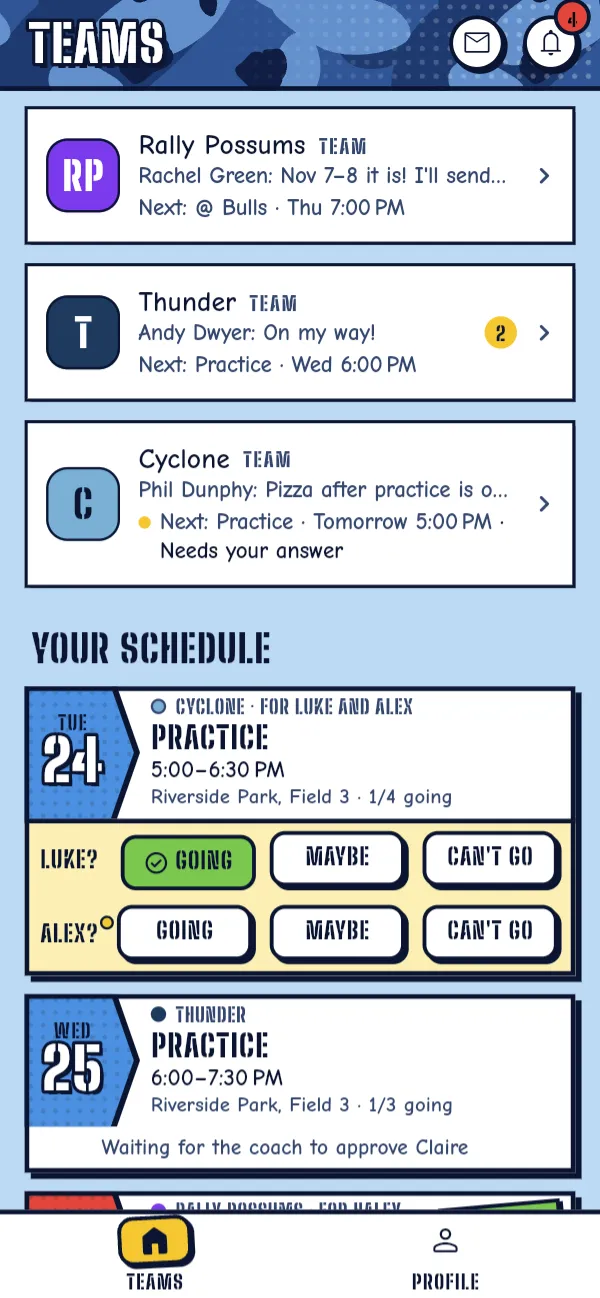 TEAMS
4
RP
Rally Possums TEAM
Rachel Green: Nov 7–8 it is! I'll send...
Next: @ Bulls · Thu 7:00 PM
T
Thunder TEAM
Andy Dwyer: On my way!
2
Next: Practice · Wed 6:00 PM
C
Cyclone TEAM
Phil Dunphy: Pizza after practice is o...
Next: Practice · Tomorrow 5:00 PM ·
Needs your answer
YOUR SCHEDULE
TUE
24
CYCLONE · FOR LUKE AND ALEX
PRACTICE
5:00–6:30 PM
Riverside Park, Field 3 · 1/4 going
LUKE? GOING MAYBE CAN'T GO
ALEX? GOING MAYBE CAN'T GO
WED
25
THUNDER
PRACTICE
6:00–7:30 PM
Riverside Park, Field 3 · 1/3 going
Waiting for the coach to approve Claire
RALLY POSSUMS · FOR HALEY
TEAMS PROFILE